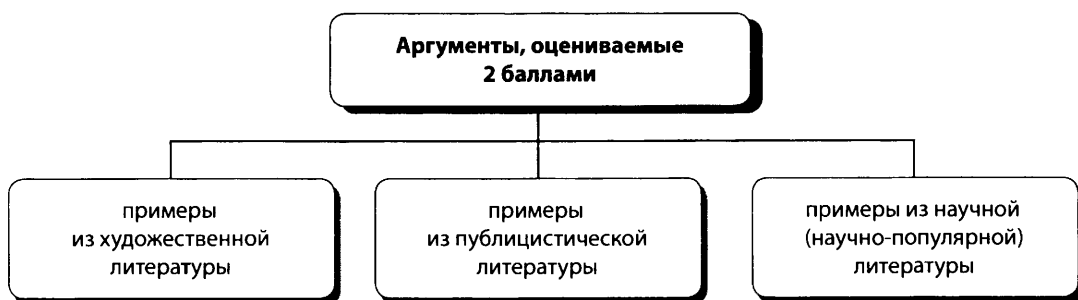 Аргументы, оцениваемые
2 баллами
примеры
из художественной
литературы
примеры
из публицистической
литературы
примеры из научной
(научно-популярной)
литературы